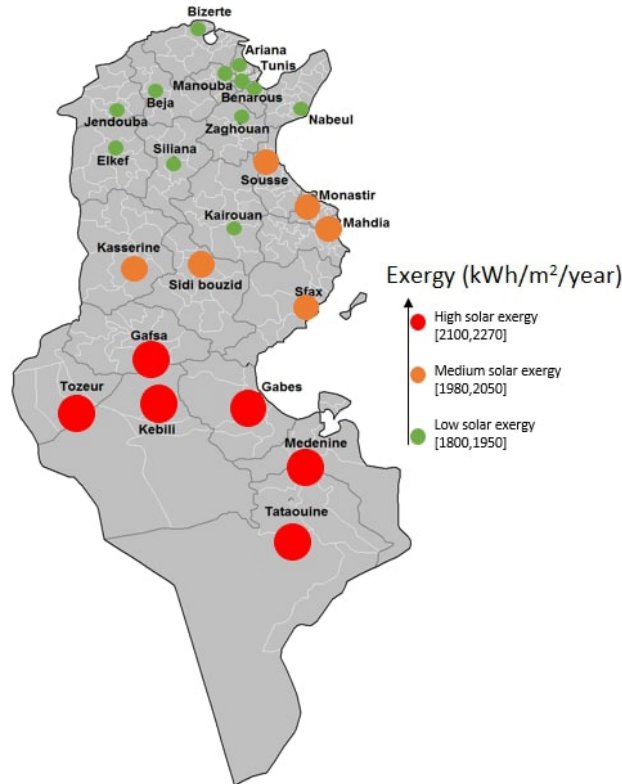 Bizerte
Ariana
Tunis
Manouba
Beja
Benarous
Jendouba
Zaghouan
Nabeul
Elkef
Siliana
Sousse
Monastir
Kairouan
Mahdia
Kasserine
Sidi bouzid
Sfax
Gafsa
Tozeur
Gabes
Kebili
Medenine
Tataouine
Exergy (kWh/m²/year)
High solar exergy
[2100,2270]
Medium solar exergy
[1980,2050]
Low solar exergy
[1800,1950]